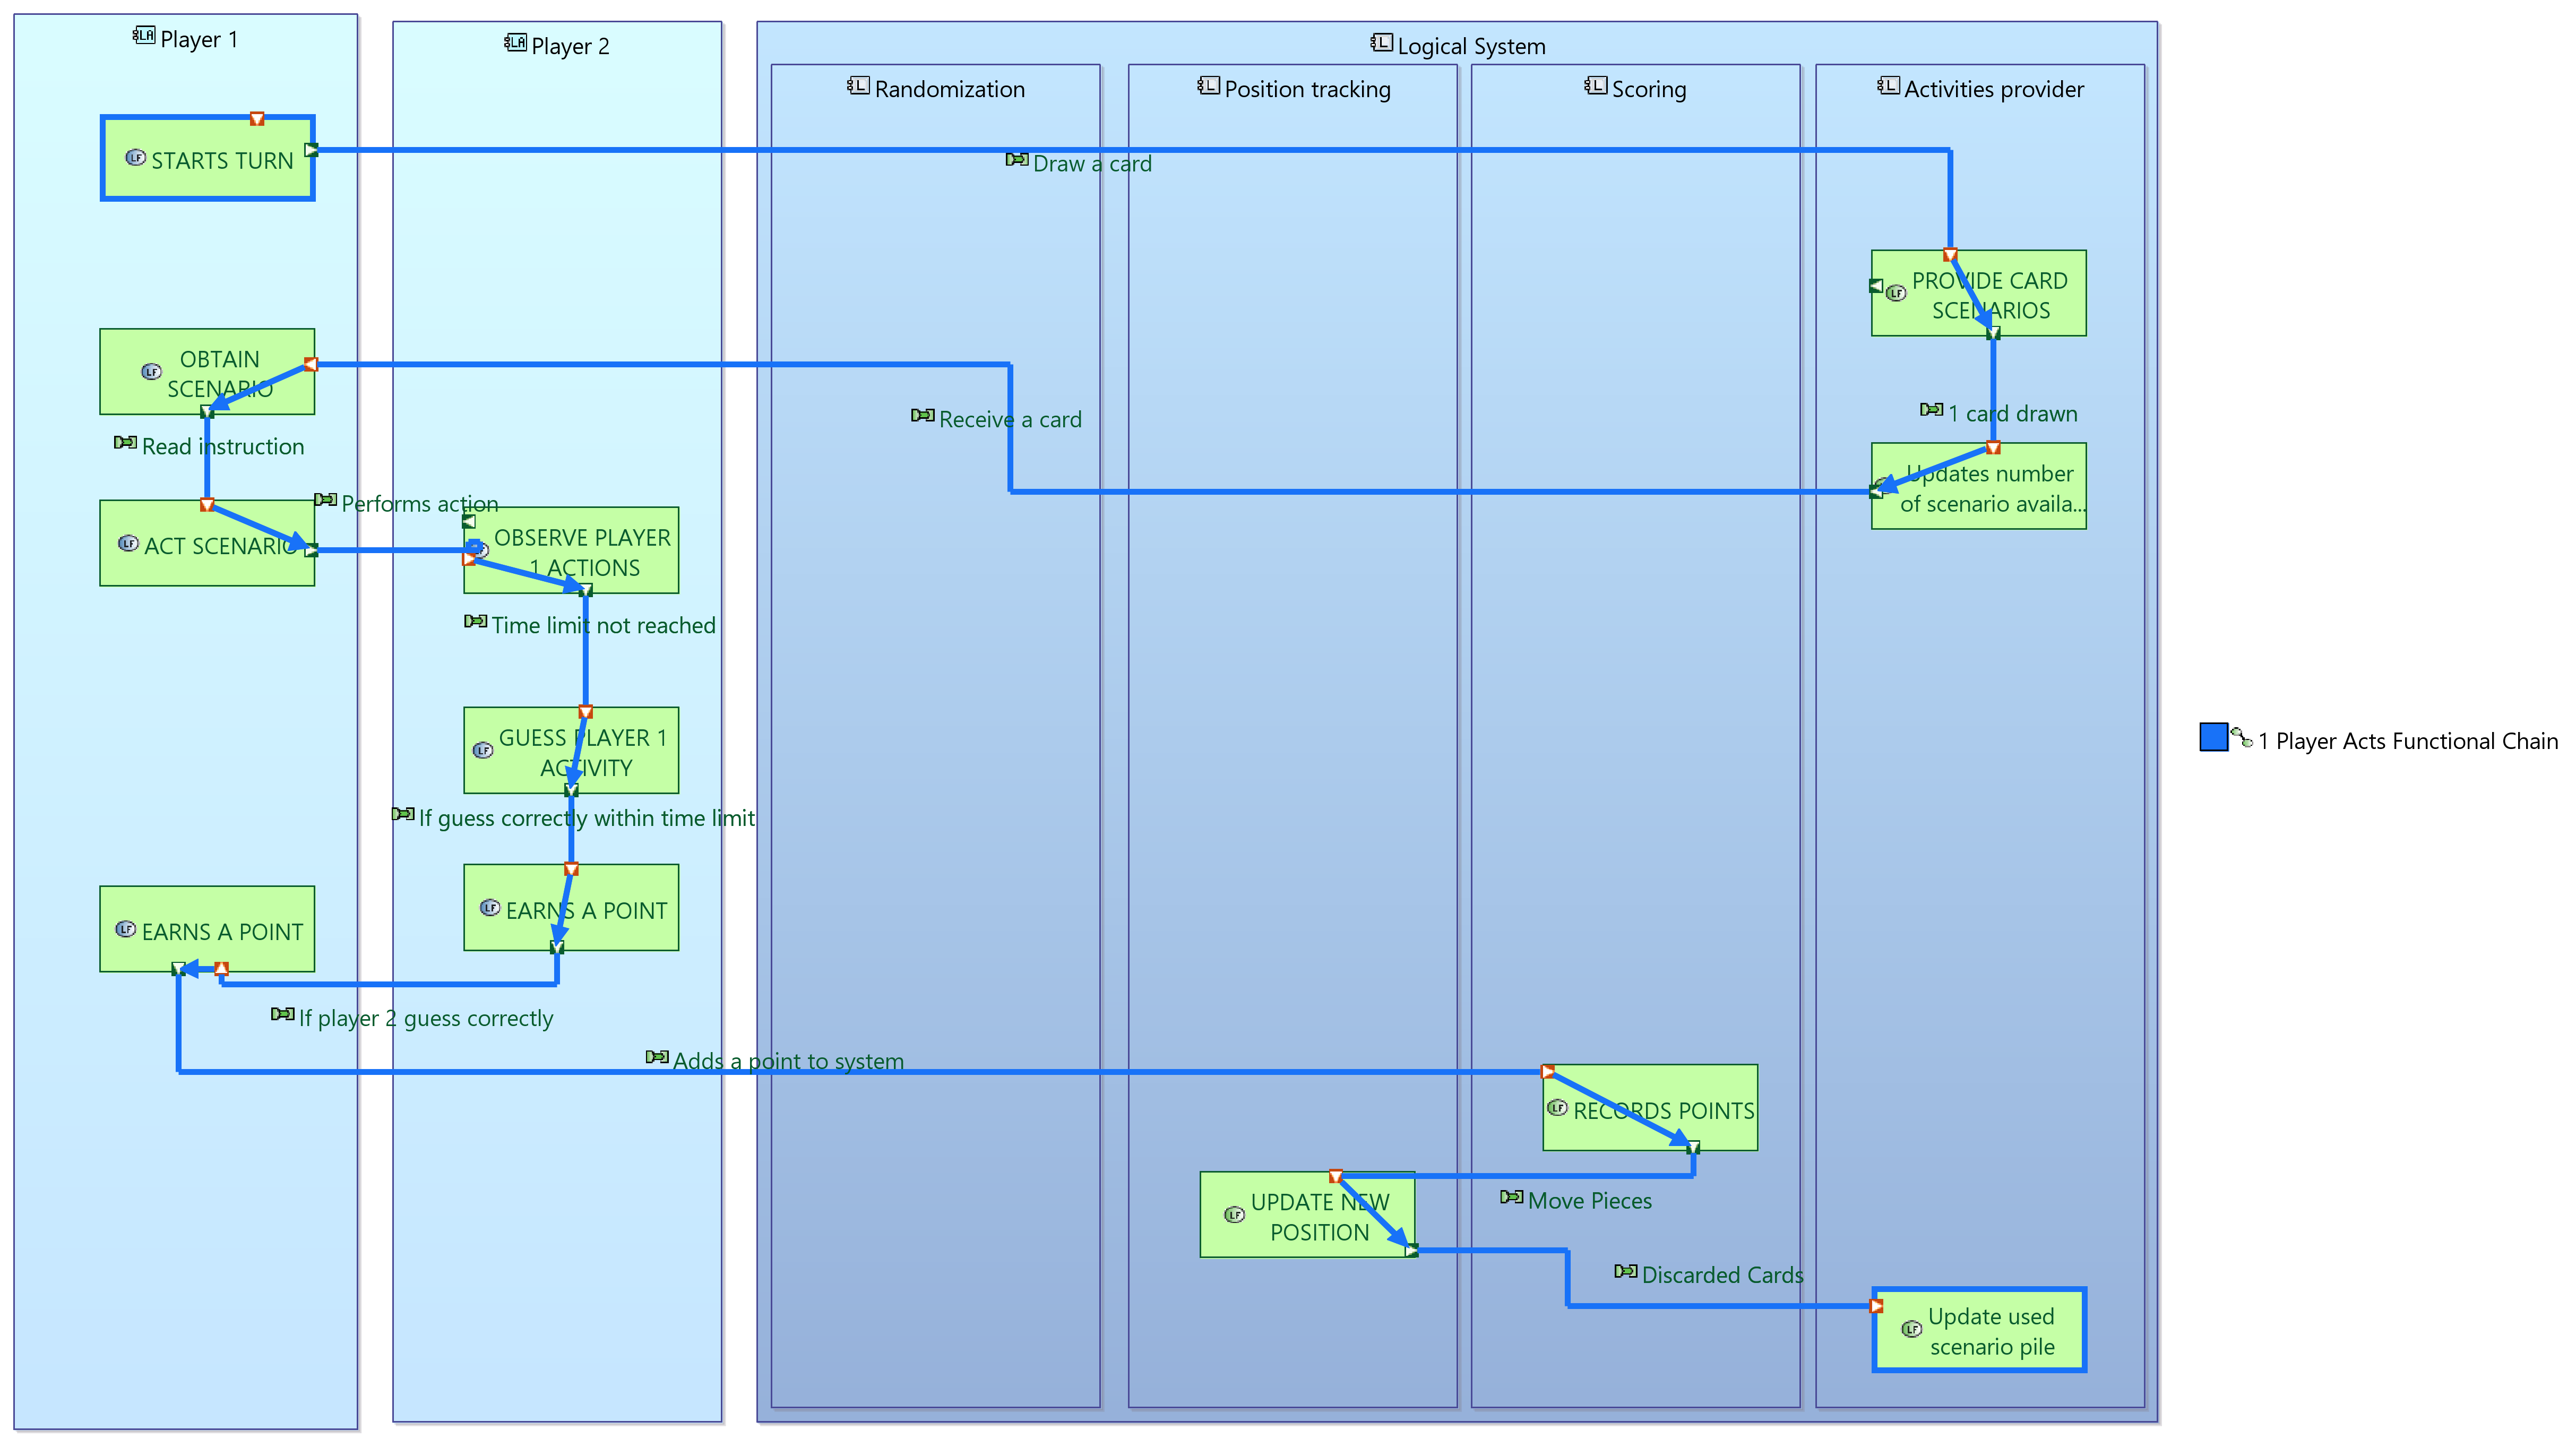 Player 1
Player 2
Logical System
Randomization
Position tracking
Scoring
Activities provider
STARTS TURN
Draw a card
PROVIDE CARD
SCENARIOS
OBTAIN
SCENARIO
Receive a card
1 card drawn
Read instruction
Updates number
of scenario availa...
Performs action
ACT SCENARIO
OBSERVE PLAYER
1 ACTIONS
Time limit not reached
GUESS PLAYER 1
ACTIVITY
1 Player Acts Functional Chain
If guess correctly within time limit
EARNS A POINT
EARNS A POINT
If player 2 guess correctly
Adds a point to system
RECORDS POINTS
UPDATE NEW
POSITION
Move Pieces
Discarded Cards
Update used
scenario pile